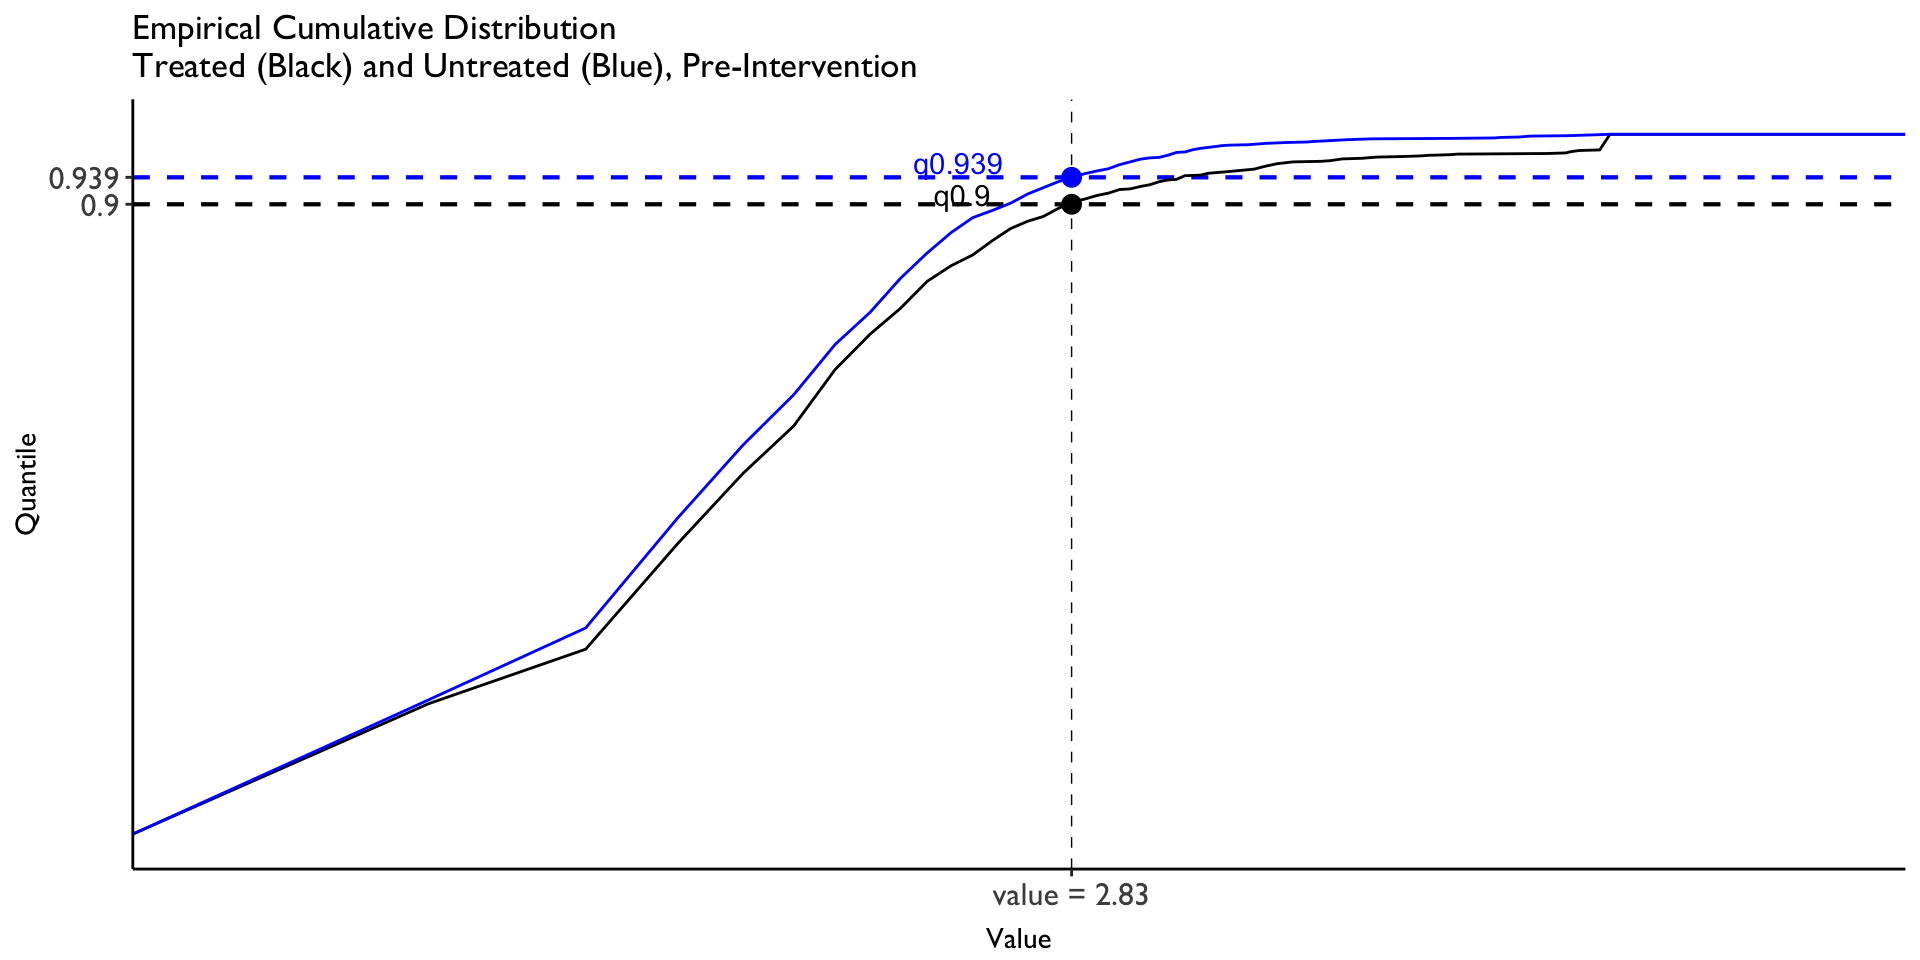 Empirical Cumulative Distribution
Treated (Black) and Untreated (Blue), Pre-Intervention
q0.939
0.939
q0.9
0.9
Quantile
value = 2.83
Value